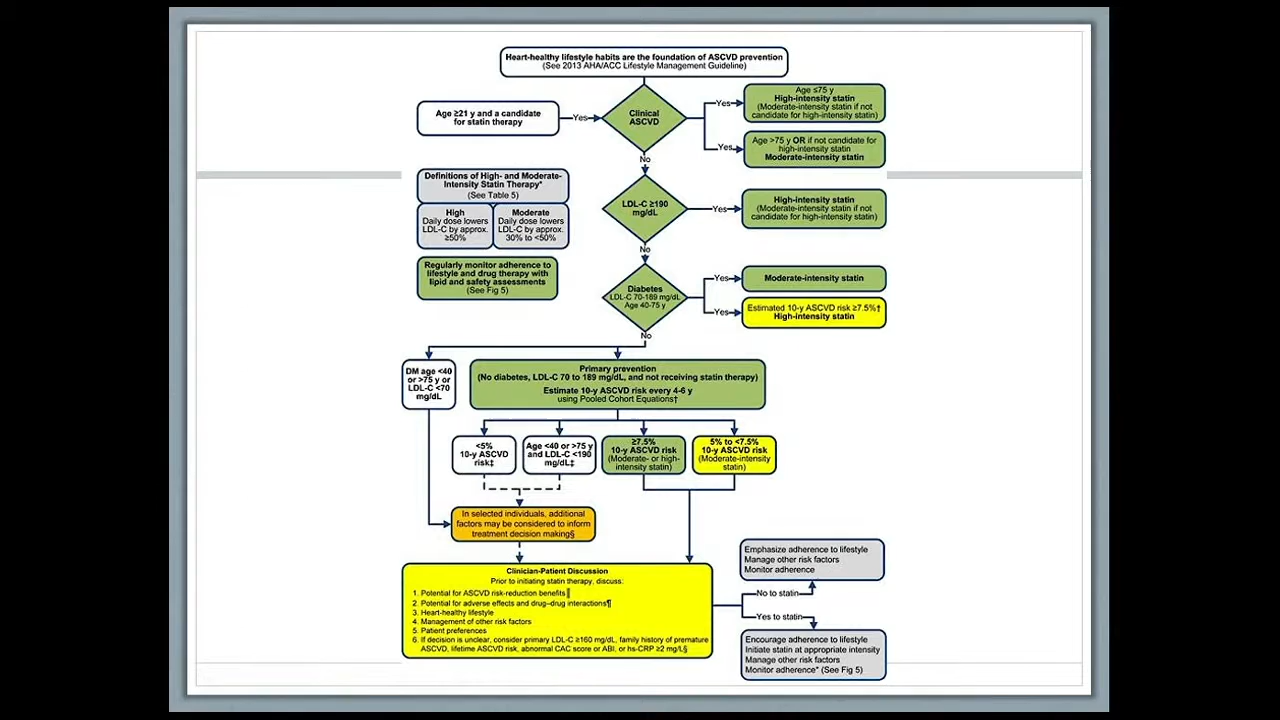 Heart-healthy lifestyle habits are the foundation of ASCVD prevention
(See 2013 AHA/ACC Lifestyle Management Guideline)
Age ≥21 y and a candidate
for statin therapy
Yes
Clinical
ASCVD
Yes
Age ≤75 y
High-intensity statin
(Moderate-intensity statin if not
candidate for high-intensity statin)
Yes
Age >75 y OR if not candidate for
high-intensity statin
Moderate-intensity statin
No
Definitions of High- and Moderate-
Intensity Statin Therapy*
(See Table 5)
High
Daily dose lowers
LDL-C by approx.
≥50%
Moderate
Daily dose lowers
LDL-C by approx.
30% to <50%
LDL-C ≥190
mg/dL
Yes
High-intensity statin
(Moderate-intensity statin if not
candidate for high-intensity statin)
No
Regularly monitor adherence to
lifestyle and drug therapy with
lipid and safety assessments
(See Fig 5)
Diabetes
LDL-C 70-189 mg/dL
Age 40-75 y
Yes
Moderate-intensity statin
Yes
Estimated 10-y ASCVD risk ≥7.5%†
High-intensity statin
No
DM age <40
or >75 y or
LDL-C <70
mg/dL
Primary prevention
(No diabetes, LDL-C 70 to 189 mg/dL, and not receiving statin therapy)
Estimate 10-y ASCVD risk every 4-6 y
using Pooled Cohort Equations†
<5%
10-y ASCVD
risk‡
Age <40 or >75 y
and LDL-C <190
mg/dL‡
≥7.5%
10-y ASCVD risk
(Moderate- or high-
intensity statin)
5% to <7.5%
10-y ASCVD risk
(Moderate-intensity
statin)
In selected individuals, additional
factors may be considered to inform
treatment decision making§
Clinician-Patient Discussion
Prior to initiating statin therapy, discuss:
1. Potential for ASCVD risk-reduction benefits‖
2. Potential for adverse effects and drug–drug interactions¶
3. Heart-healthy lifestyle
4. Management of other risk factors
5. Patient preferences
6. If decision is unclear, consider primary LDL-C ≥160 mg/dL, family history of premature
ASCVD, lifetime ASCVD risk, abnormal CAC score or ABI, or hs-CRP ≥2 mg/L§
Emphasize adherence to lifestyle
Manage other risk factors
Monitor adherence
No to statin
Yes to statin
Encourage adherence to lifestyle
Initiate statin at appropriate intensity
Manage other risk factors
Monitor adherence* (See Fig 5)